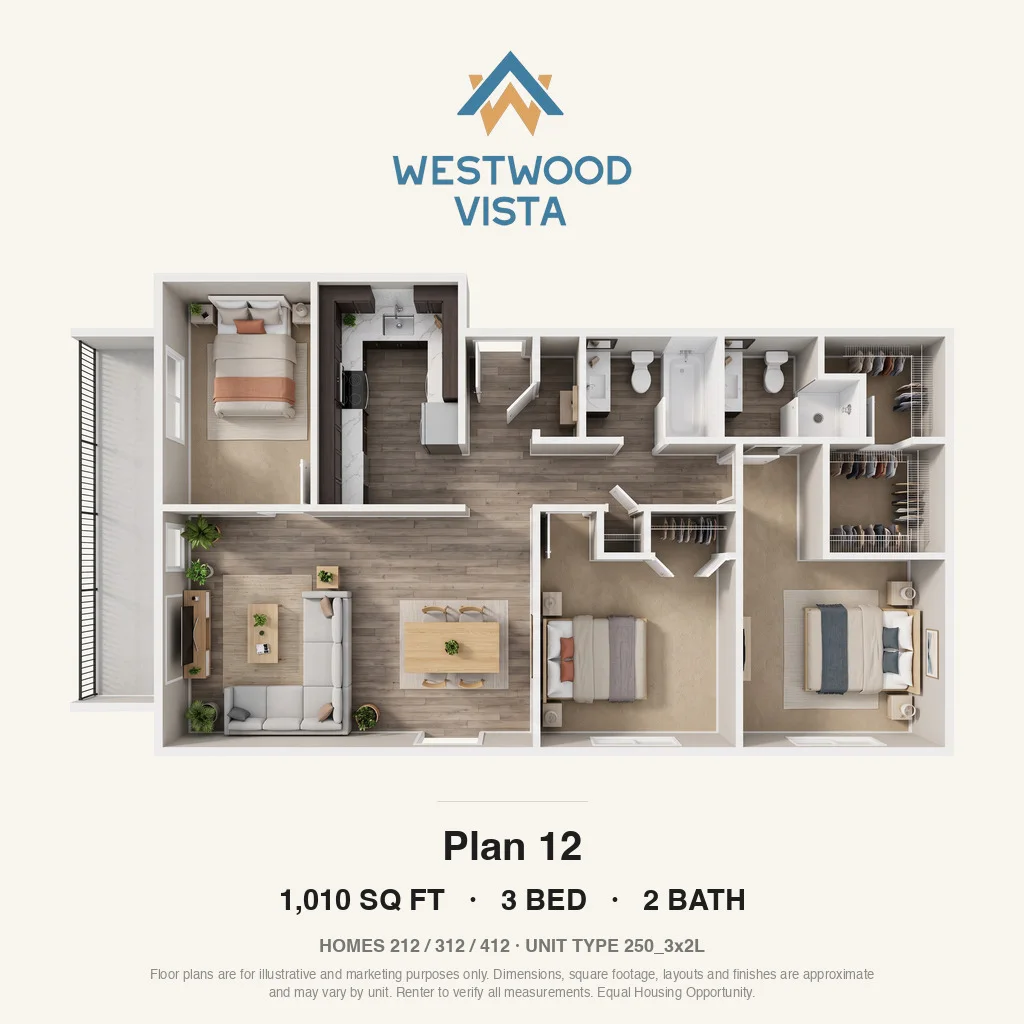 WESTWOOD
VISTA
Plan 12
1,010 SQ FT · 3 BED · 2 BATH
HOMES 212 / 312 / 412 · UNIT TYPE 250_3x2L
Floor plans are for illustrative and marketing purposes only. Dimensions, square footage, layouts and finishes are approximate
and may vary by unit. Renter to verify all measurements. Equal Housing Opportunity.